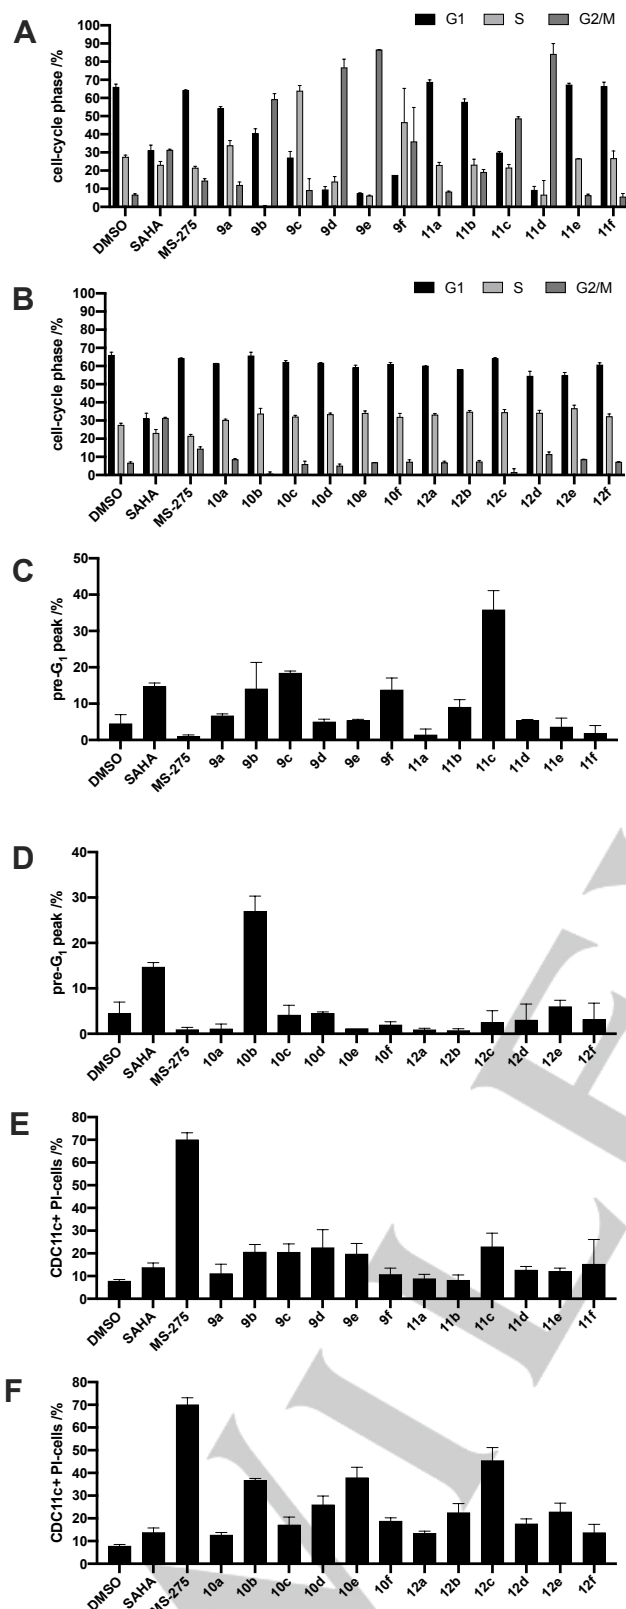 A
G1 S G2/M
cell-cycle phase /%
100
90
80
70
60
50
40
30
20
10
0
DMSO SAHA MS-275 9a 9b 9c 9d 9e 9f 11a 11b 11c 11d 11e 11f
B
G1 S G2/M
cell-cycle phase /%
100
90
80
70
60
50
40
30
20
10
0
DMSO SAHA MS-275 10a 10b 10c 10d 10e 10f 12a 12b 12c 12d 12e 12f
C
pre-G1 peak /%
50
40
30
20
10
0
DMSO SAHA MS-275 9a 9b 9c 9d 9e 9f 11a 11b 11c 11d 11e 11f
D
pre-G1 peak /%
40
30
20
10
0
DMSO SAHA MS-275 10a 10b 10c 10d 10e 10f 12a 12b 12c 12d 12e 12f
E
CDC11c+ PI-cells /%
80
70
60
50
40
30
20
10
0
DMSO SAHA MS-275 9a 9b 9c 9d 9e 9f 11a 11b 11c 11d 11e 11f
F
CDC11c+ PI-cells /%
80
70
60
50
40
30
20
10
0
DMSO SAHA MS-275 10a 10b 10c 10d 10e 10f 12a 12b 12c 12d 12e 12f